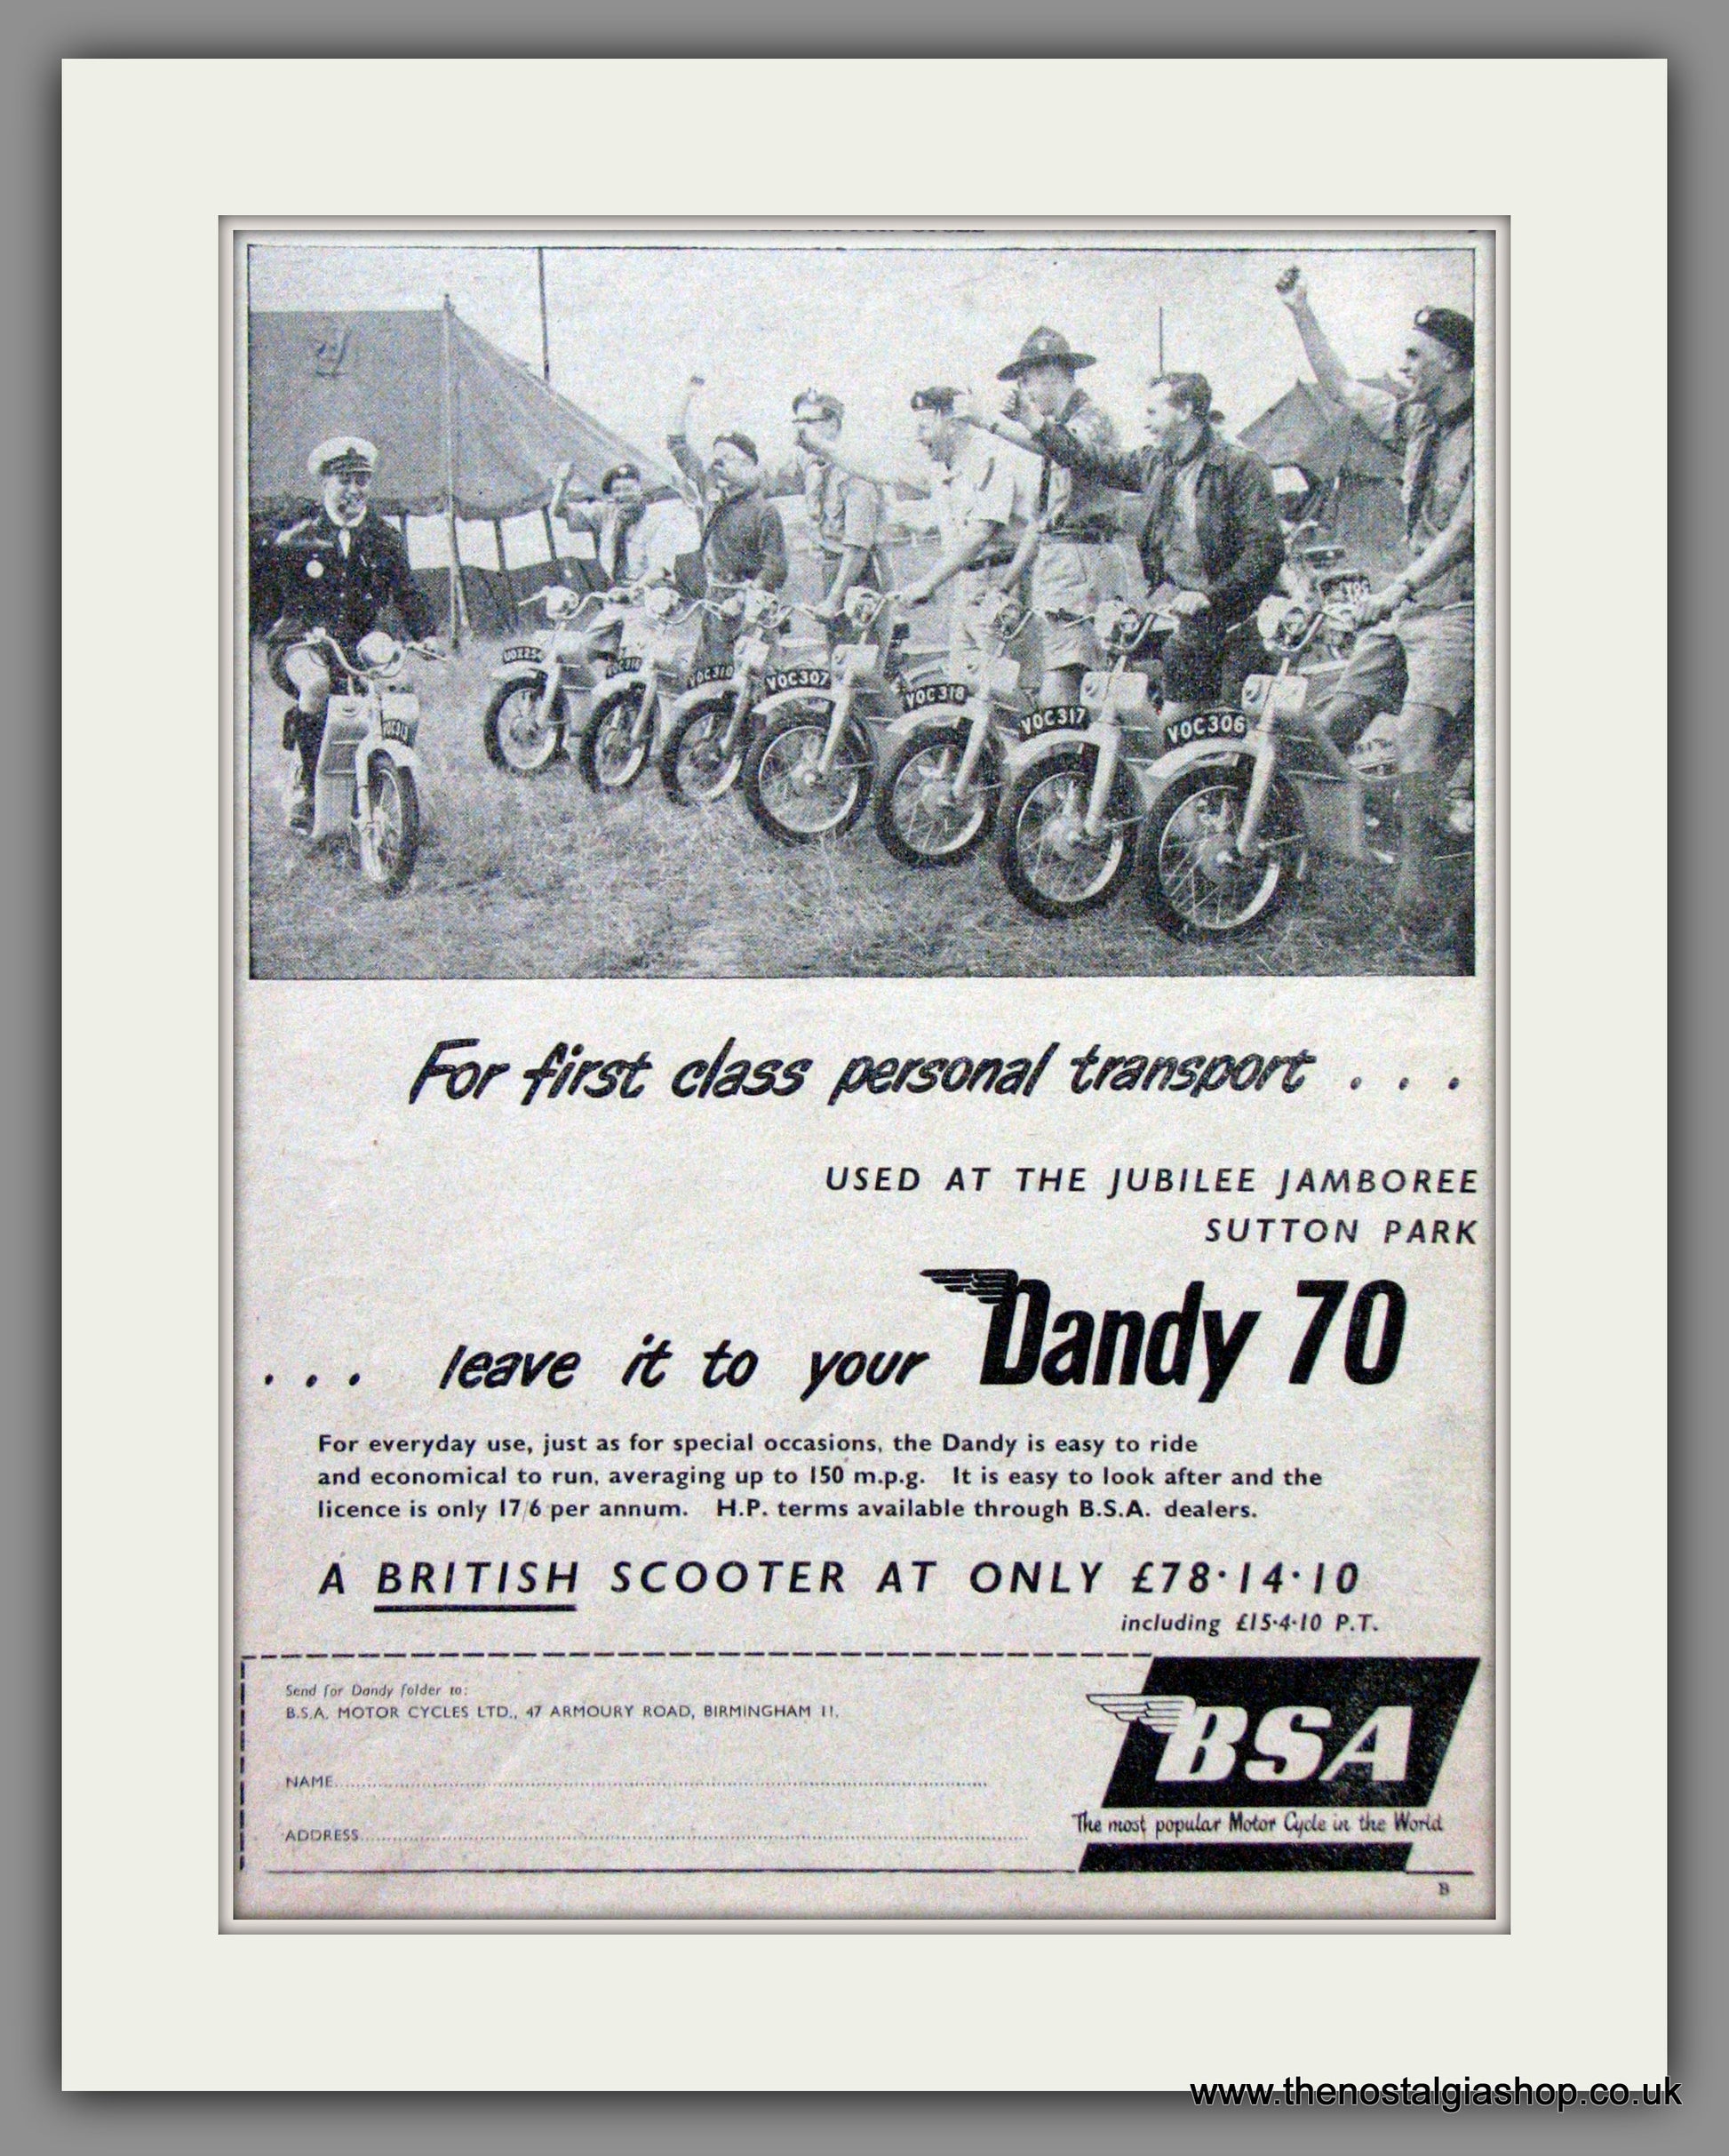 UOX254
VOC310
VOC307
VOC318
VOC317
VOC306
For first class personal transport . . .
USED AT THE JUBILEE JAMBOREE
SUTTON PARK
. . . leave it to your Dandy 70
For everyday use, just as for special occasions, the Dandy is easy to ride
and economical to run, averaging up to 150 m.p.g. It is easy to look after and the
licence is only 17/6 per annum. H.P. terms available through B.S.A. dealers.
A BRITISH SCOOTER AT ONLY £78·14·10
including £15·4·10 P.T.
Send for Dandy folder to:
B.S.A. MOTOR CYCLES LTD., 47 ARMOURY ROAD, BIRMINGHAM 11.
NAME
ADDRESS
BSA
The most popular Motor Cycle in the World
B
www.thenostalgiashop.co.uk